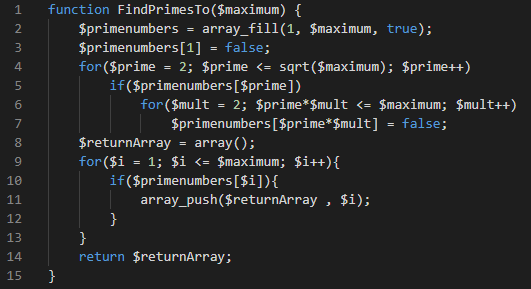 1 function FindPrimesTo($maximum) {
2 $primenumbers = array_fill(1, $maximum, true);
3 $primenumbers[1] = false;
4 for($prime = 2; $prime <= sqrt($maximum); $prime++)
5 if($primenumbers[$prime])
6 for($mult = 2; $prime*$mult <= $maximum; $mult++)
7 $primenumbers[$prime*$mult] = false;
8 $returnArray = array();
9 for($i = 1; $i <= $maximum; $i++){
10 if($primenumbers[$i]){
11 array_push($returnArray , $i);
12 }
13 }
14 return $returnArray;
15 }